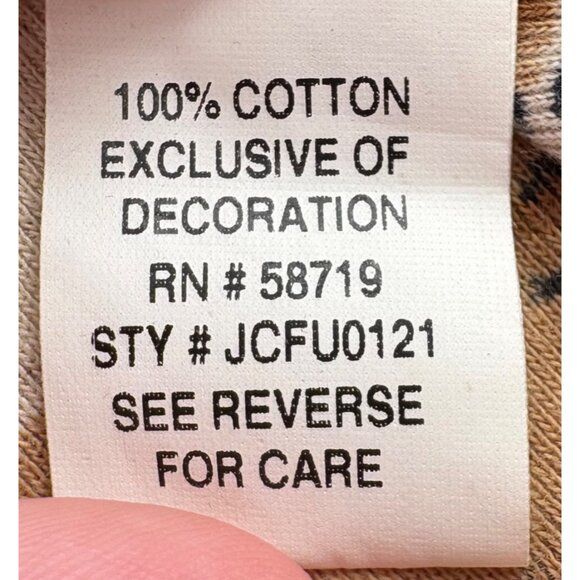 100% COTTON
EXCLUSIVE OF
DECORATION
RN # 58719
STY # JCFU0121
SEE REVERSE
FOR CARE